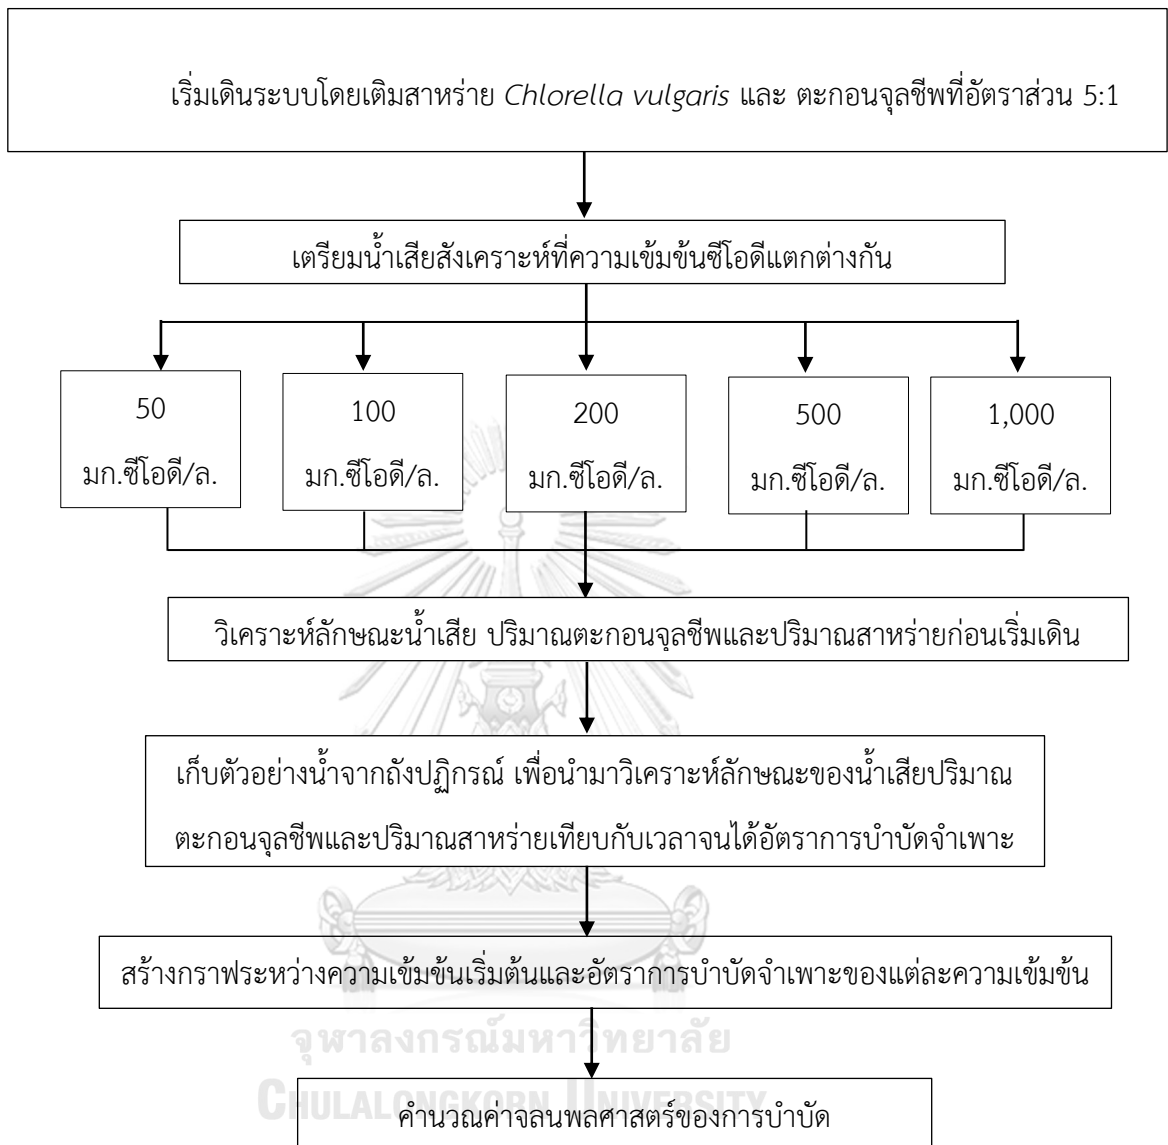 เริ่มเดินระบบโดยเติมสาหร่าย Chlorella vulgaris และ ตะกอนจุลชีพที่อัตราส่วน 5:1
เตรียมน้ำเสียสังเคราะห์ที่ความเข้มข้นซีโอดีแตกต่างกัน
50
มก.ซีโอดี/ล.
100
มก.ซีโอดี/ล.
200
มก.ซีโอดี/ล.
500
มก.ซีโอดี/ล.
1,000
มก.ซีโอดี/ล.
วิเคราะห์ลักษณะน้ำเสีย ปริมาณตะกอนจุลชีพและปริมาณสาหร่ายก่อนเริ่มเดิน
เก็บตัวอย่างน้ำจากถังปฏิกรณ์ เพื่อนำมาวิเคราะห์ลักษณะของน้ำเสียปริมาณ
ตะกอนจุลชีพและปริมาณสาหร่ายเทียบกับเวลาจนได้อัตราการบำบัดจำเพาะ
สร้างกราฟระหว่างความเข้มข้นเริ่มต้นและอัตราการบำบัดจำเพาะของแต่ละความเข้มข้น
จุฬาลงกรณ์มหาวิทยาลัย
CHULALONGKORN UNIVERSITY
คำนวณค่าจลนพลศาสตร์ของการบำบัด